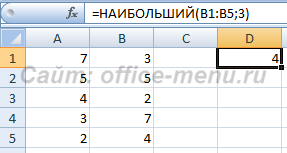 fx =НАИБОЛЬШИЙ(B1:B5;3)
A B C D
1 7 3 4
2 5 5
3 4 2
4 3 7
5 2 4
Сайт: office-menu.ru